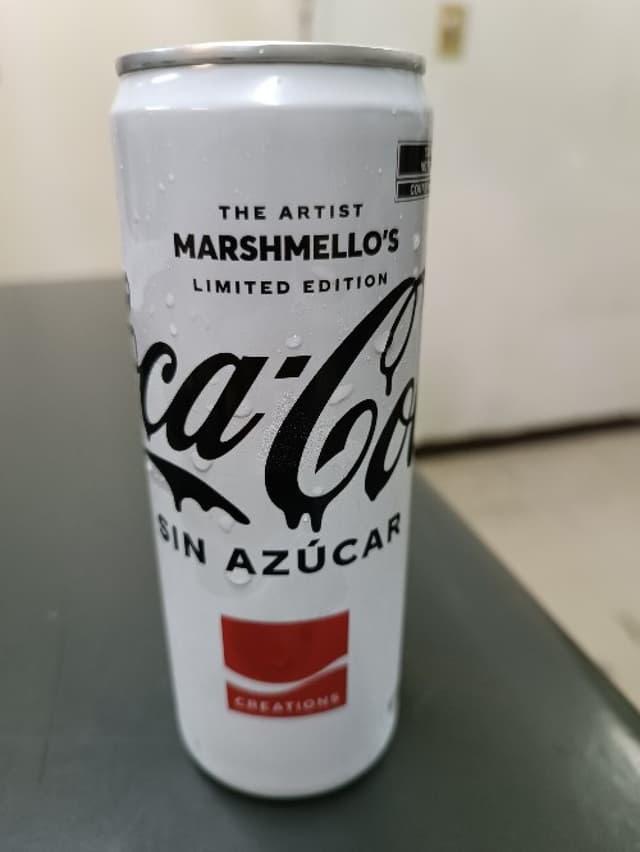 THE ARTIST
MARSHMELLO'S
LIMITED EDITION
ca-Co
SIN AZÚCAR
CREATIONS